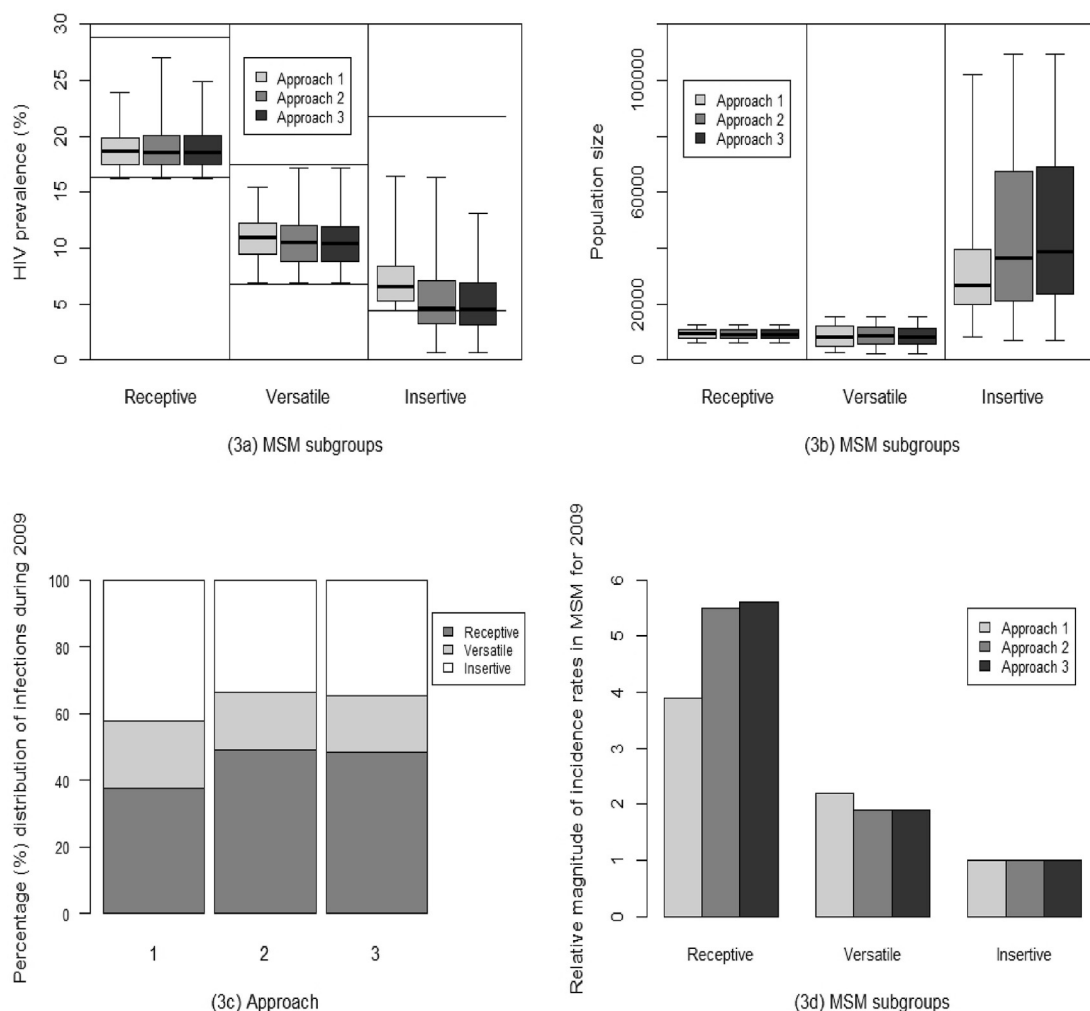 HIV prevalence (%)
30
25
20
15
10
5
0
Approach 1
Approach 2
Approach 3
Receptive Versatile Insertive
(3a) MSM subgroups
Population size
100000
60000
20000
0
Approach 1
Approach 2
Approach 3
Receptive Versatile Insertive
(3b) MSM subgroups
Percentage (%) distribution of infections during 2009
100
80
60
40
20
0
Receptive
Versatile
Insertive
1 2 3
(3c) Approach
Relative magnitude of incidence rates in MSM for 2009
6
5
4
3
2
1
0
Approach 1
Approach 2
Approach 3
Receptive Versatile Insertive
(3d) MSM subgroups